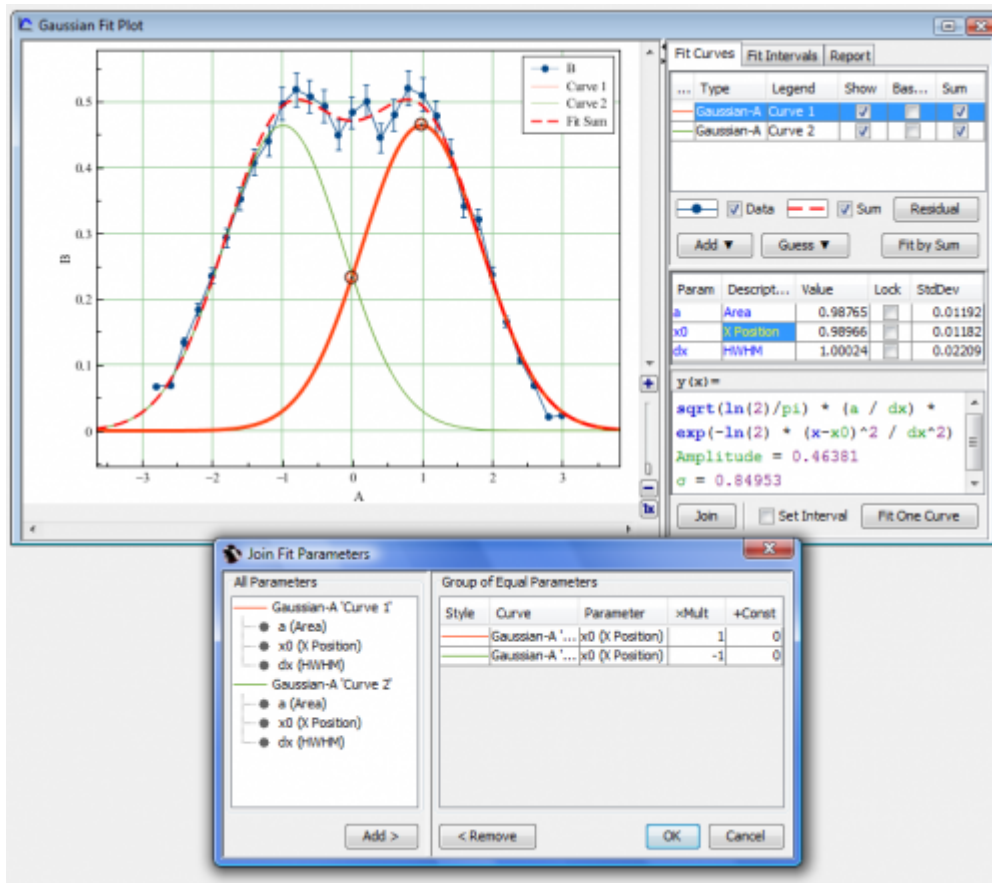 Gaussian Fit Plot
B
Curve 1
Curve 2
Fit Sum
0.5
0.4
0.3
0.2
0.1
0
B
−3 −2 −1 0 1 2 3
A
1x
Fit Curves Fit Intervals Report
... Type Legend Show Bas... Sum
Gaussian-A Curve 1
Gaussian-A Curve 2
Data Sum Residual
Add ▼ Guess ▼ Fit by Sum
Param Descript... Value Lock StdDev
a Area 0.98765 0.01192
x0 X Position 0.98966 0.01182
dx HWHM 1.00024 0.02209
y(x)=
sqrt(ln(2)/pi) * (a / dx) *
exp(-ln(2) * (x-x0)^2 / dx^2)
Amplitude = 0.46381
σ = 0.84953
Join Set Interval Fit One Curve
Join Fit Parameters
All Parameters
Gaussian-A 'Curve 1'
a (Area)
x0 (X Position)
dx (HWHM)
Gaussian-A 'Curve 2'
a (Area)
x0 (X Position)
dx (HWHM)
Add >
Group of Equal Parameters
Style Curve Parameter ×Mult +Const
Gaussian-A '... x0 (X Position) 1 0
Gaussian-A '... x0 (X Position) -1 0
< Remove OK Cancel